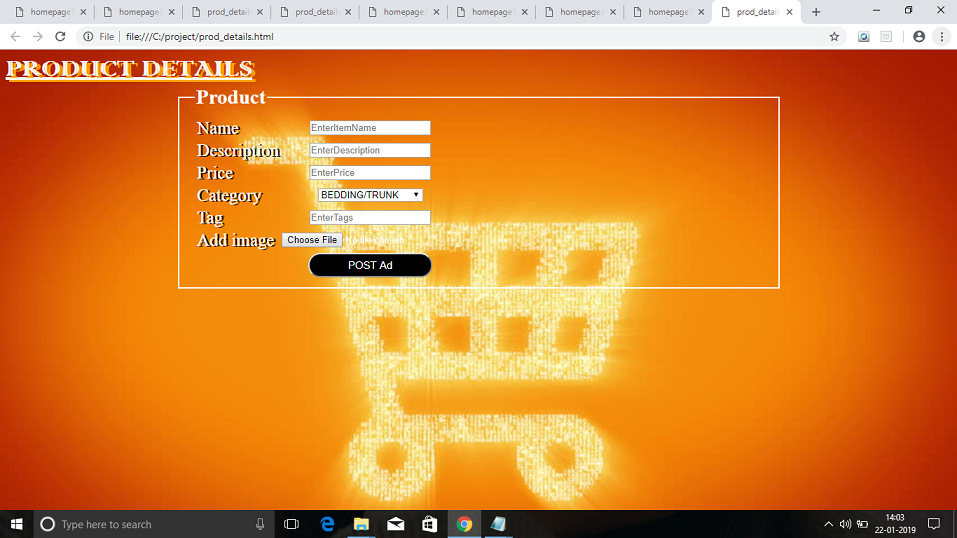 homepage homepage prod_detail prod_detail homepage homepage homepage homepage prod_detail
File file:///C:/project/prod_details.html
PRODUCT DETAILS
Product
Name EnterItemName
Description EnterDescription
Price EnterPrice
Category BEDDING/TRUNK
Tag EnterTags
Add image Choose File No file chosen
POST Ad
Type here to search
14:03
22-01-2019